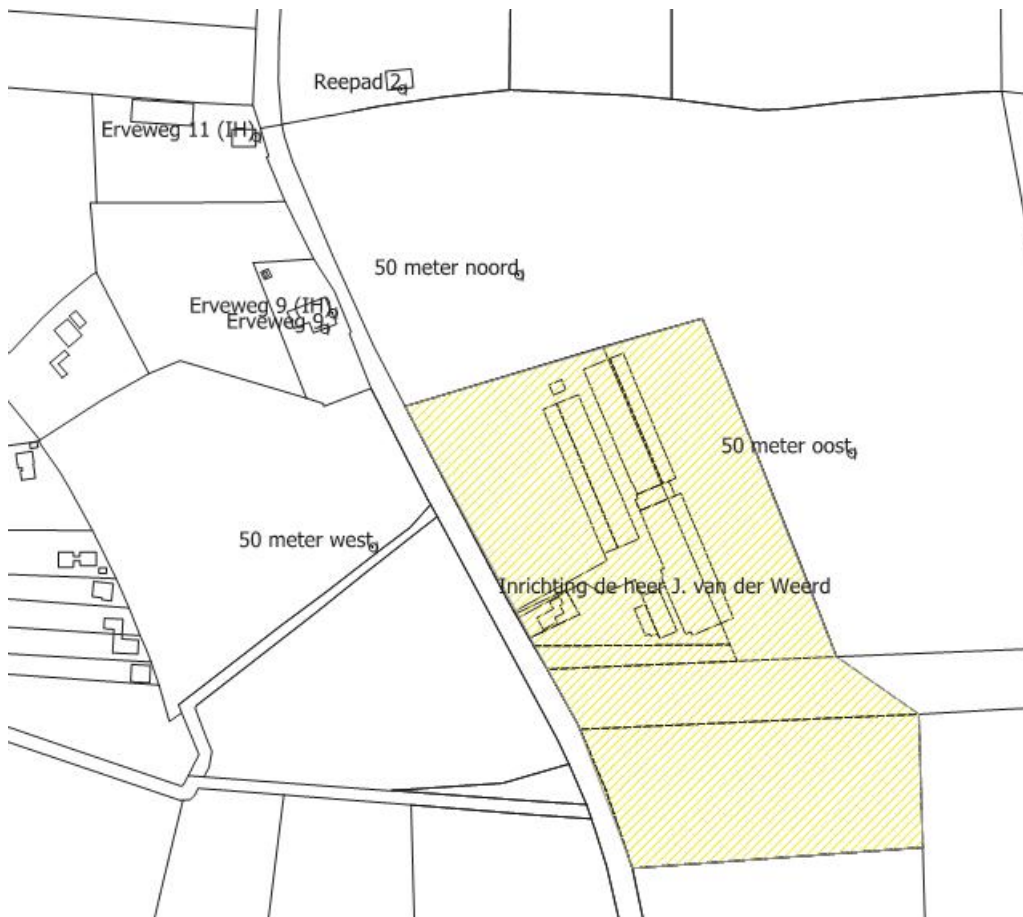 Reepad 2
Erveweg 11 (IH)
50 meter noord
Erveweg 9 (IH)
Erveweg 9
50 meter oost
50 meter west
Inrichting de heer J. van der Weerd